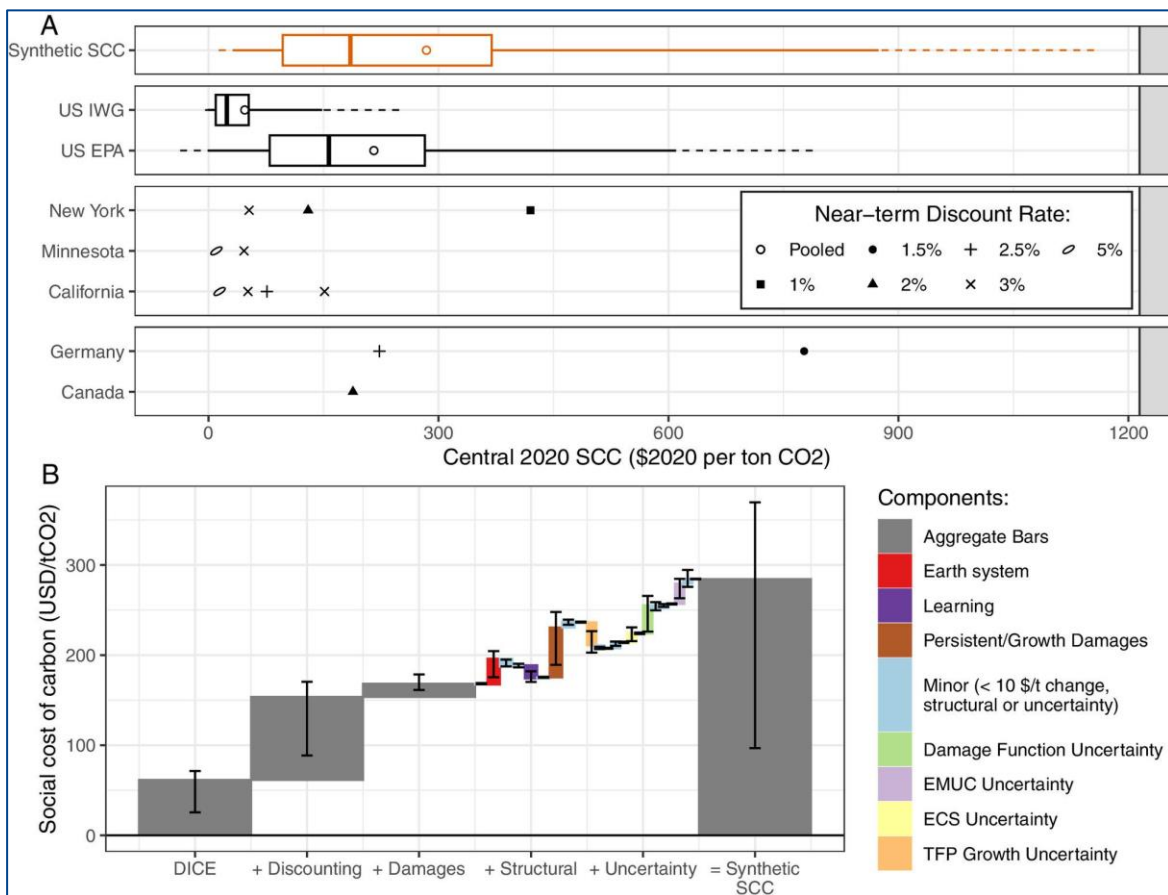 A
Synthetic SCC
US IWG
US EPA
New York
Minnesota
California
Germany
Canada
Near-term Discount Rate:
Pooled 1.5% 2.5% 5%
1% 2% 3%
0 300 600 900 1200
Central 2020 SCC ($2020 per ton CO2)
B
Social cost of carbon (USD/tCO2)
300
200
100
0
DICE + Discounting + Damages + Structural + Uncertainty = Synthetic
SCC
Components:
Aggregate Bars
Earth system
Learning
Persistent/Growth Damages
Minor (< 10 $/t change,
structural or uncertainty)
Damage Function Uncertainty
EMUC Uncertainty
ECS Uncertainty
TFP Growth Uncertainty